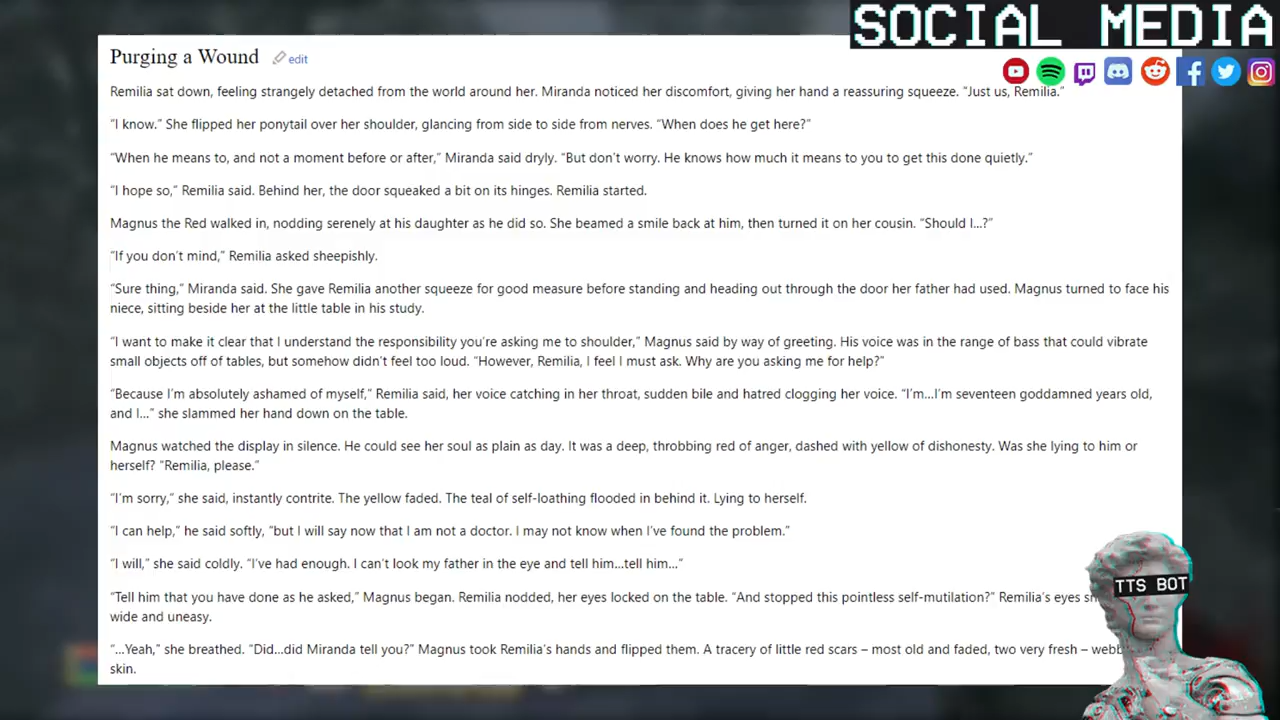 SOCIAL MEDIA
Purging a Wound edit
Remilia sat down, feeling strangely detached from the world around her. Miranda noticed her discomfort, giving her hand a reassuring squeeze. “Just us, Remilia.”
“I know.” She flipped her ponytail over her shoulder, glancing from side to side from nerves. “When does he get here?”
“When he means to, and not a moment before or after,” Miranda said dryly. “But don’t worry. He knows how much it means to you to get this done quietly.”
“I hope so,” Remilia said. Behind her, the door squeaked a bit on its hinges. Remilia started.
Magnus the Red walked in, nodding serenely at his daughter as he did so. She beamed a smile back at him, then turned it on her cousin. “Should I…?”
“If you don’t mind,” Remilia asked sheepishly.
“Sure thing,” Miranda said. She gave Remilia another squeeze for good measure before standing and heading out through the door her father had used. Magnus turned to face his
niece, sitting beside her at the little table in his study.
“I want to make it clear that I understand the responsibility you’re asking me to shoulder,” Magnus said by way of greeting. His voice was in the range of bass that could vibrate
small objects off of tables, but somehow didn’t feel too loud. “However, Remilia, I feel I must ask. Why are you asking me for help?”
“Because I’m absolutely ashamed of myself,” Remilia said, her voice catching in her throat, sudden bile and hatred clogging her voice. “I’m…I’m seventeen goddamned years old,
and I…” she slammed her hand down on the table.
Magnus watched the display in silence. He could see her soul as plain as day. It was a deep, throbbing red of anger, dashed with yellow of dishonesty. Was she lying to him or
herself? “Remilia, please.”
“I’m sorry,” she said, instantly contrite. The yellow faded. The teal of self-loathing flooded in behind it. Lying to herself.
“I can help,” he said softly, “but I will say now that I am not a doctor. I may not know when I’ve found the problem.”
“I will,” she said coldly. “I’ve had enough. I can’t look my father in the eye and tell him…tell him…”
“Tell him that you have done as he asked,” Magnus began. Remilia nodded, her eyes locked on the table. “And stopped this pointless self-mutilation?” Remilia’s eyes
wide and uneasy.
“…Yeah,” she breathed. “Did…did Miranda tell you?” Magnus took Remilia’s hands and flipped them. A tracery of little red scars – most old and faded, two very fresh –
skin.
TTS BOT